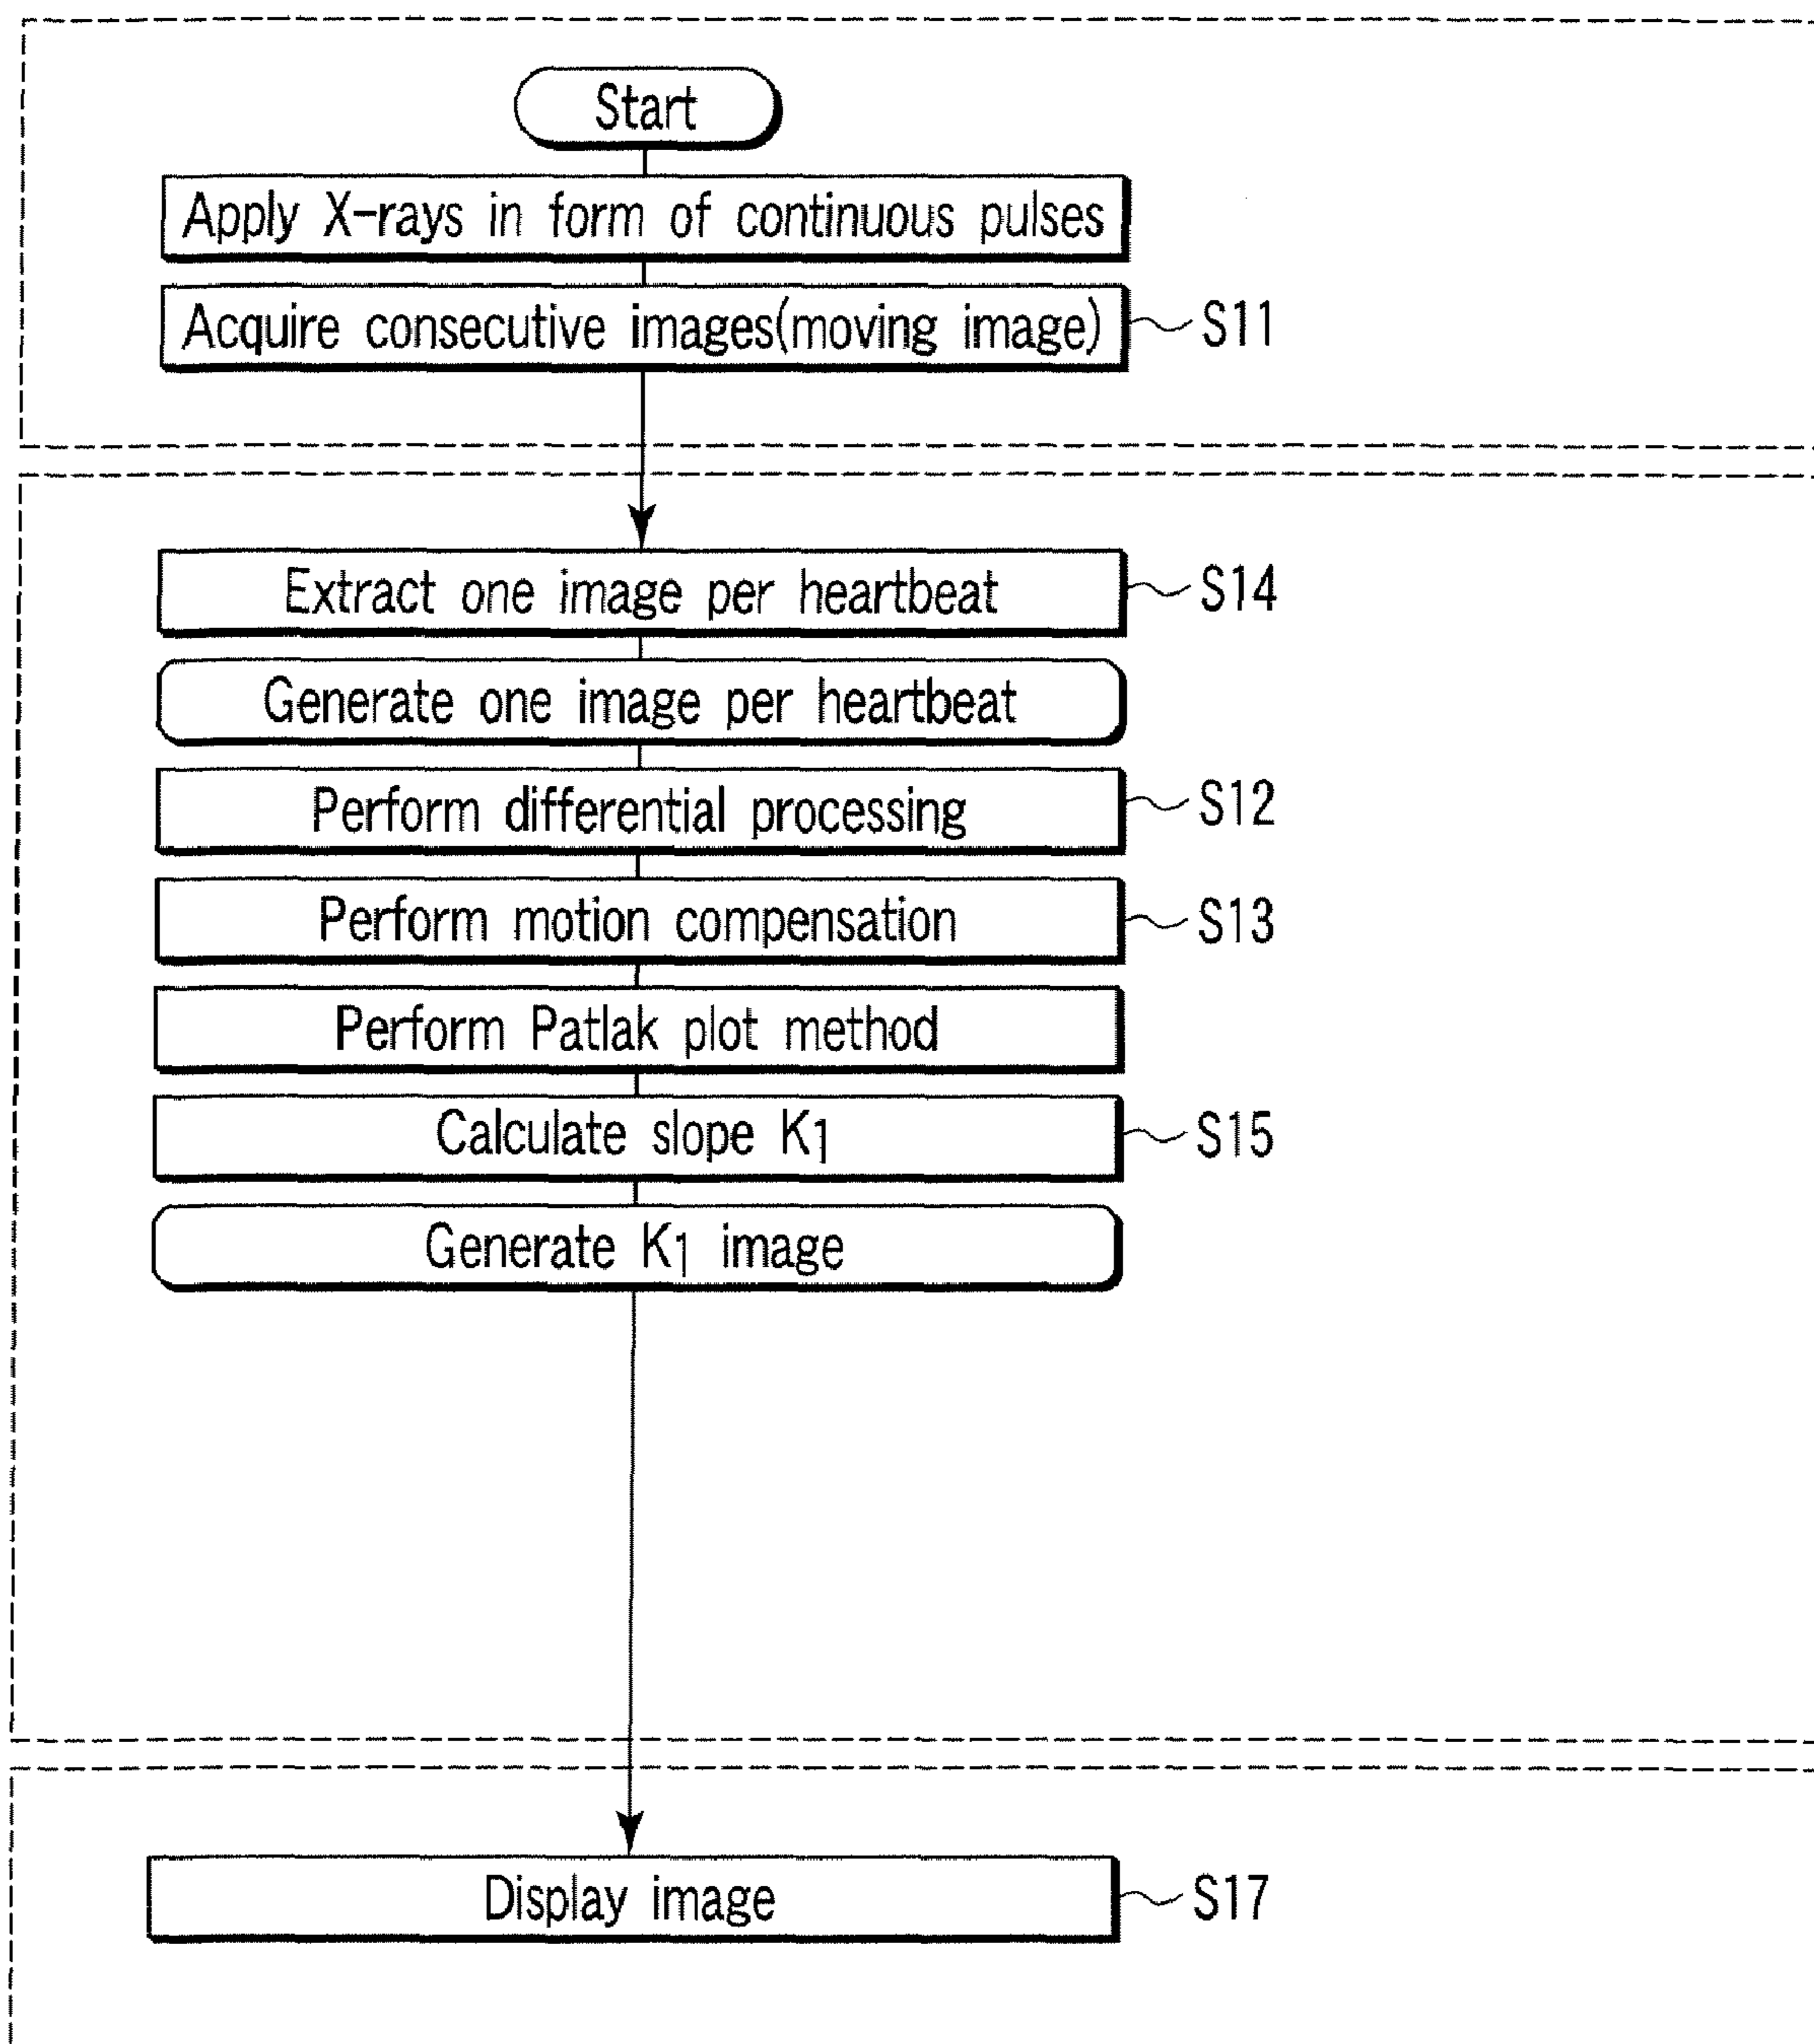 Start
Apply X-rays in form of continuous pulses
Acquire consecutive images(moving image) S11
Extract one image per heartbeat S14
Generate one image per heartbeat
Perform differential processing S12
Perform motion compensation S13
Perform Patlak plot method
Calculate slope K1 S15
Generate K1 image
Display image S17